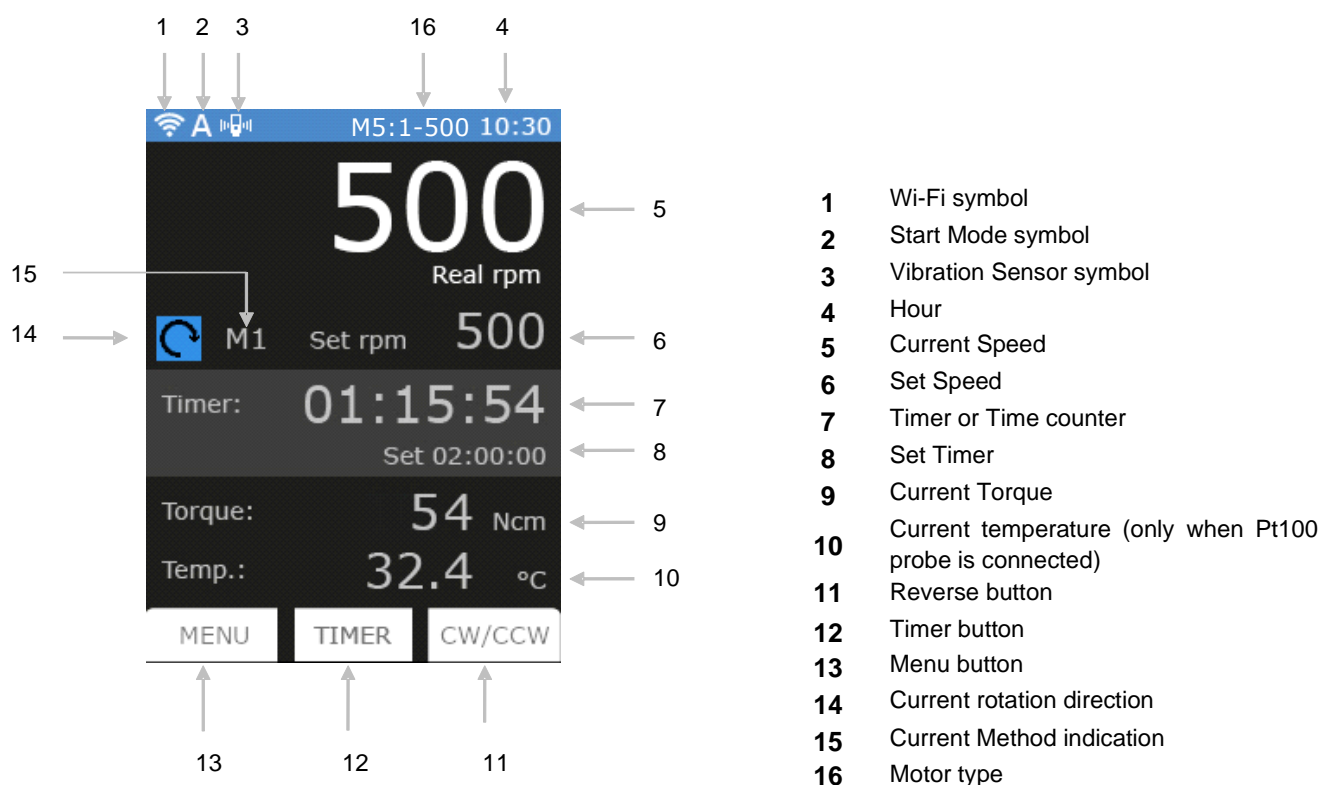 1 2 3 16 4
A M5:1-500 10:30
500
5
Real rpm
15
14
M1 Set rpm 500
6
Timer: 01:15:54
7
Set 02:00:00
8
Torque: 54 Ncm
9
Temp.: 32.4 °C
10
MENU TIMER CW/CCW
13 12 11
1 Wi-Fi symbol
2 Start Mode symbol
3 Vibration Sensor symbol
4 Hour
5 Current Speed
6 Set Speed
7 Timer or Time counter
8 Set Timer
9 Current Torque
10 Current temperature (only when Pt100
probe is connected)
11 Reverse button
12 Timer button
13 Menu button
14 Current rotation direction
15 Current Method indication
16 Motor type